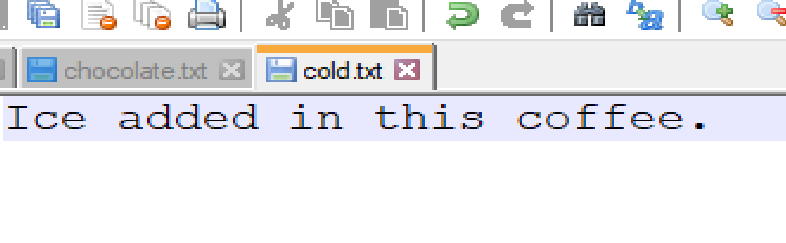 chocolate.txt cold.txt
Ice added in this coffee.